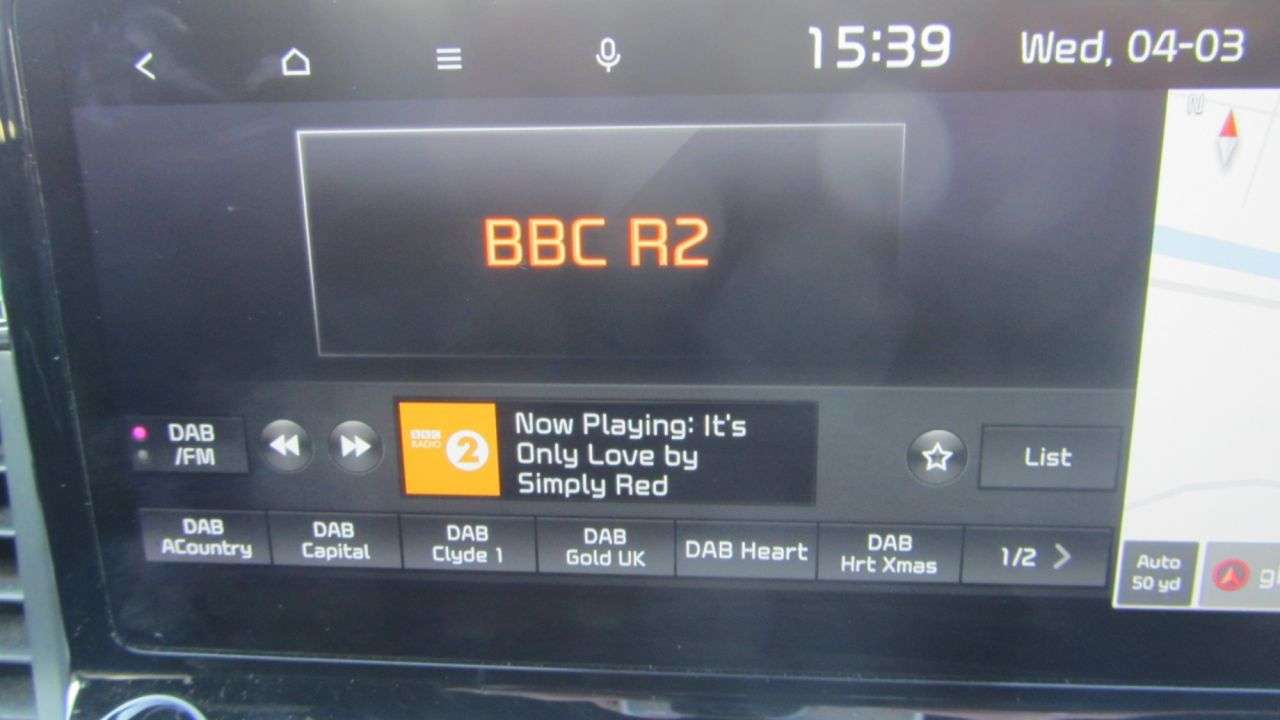 15:39
Wed, 04-03
N
BBC R2
DAB
/FM
BBC
RADIO
2
Now Playing: It's
Only Love by
Simply Red
List
DAB
ACountry
DAB
Capital
DAB
Clyde 1
DAB
Gold UK
DAB Heart
DAB
Hrt Xmas
1/2
Auto
50 yd